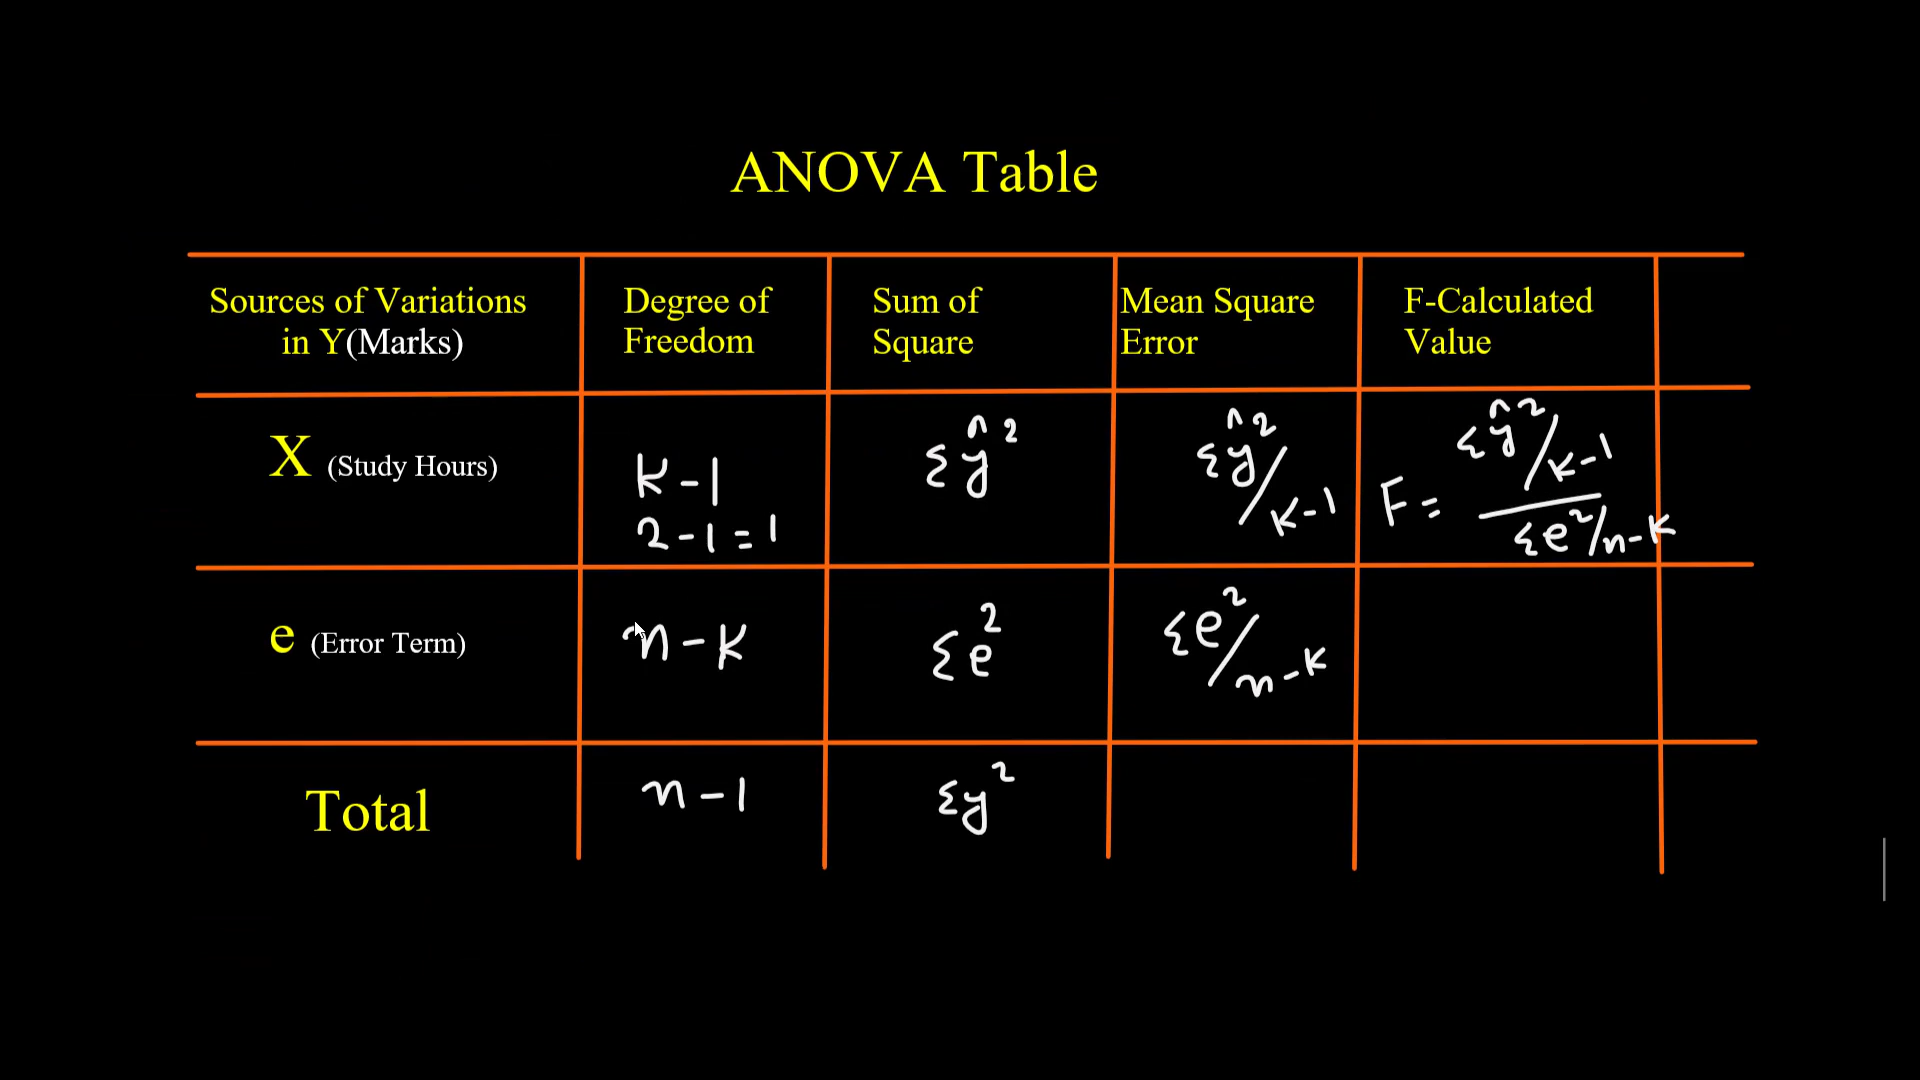 ANOVA Table
Sources of Variations
in Y(Marks)
Degree of
Freedom
Sum of
Square
Mean Square
Error
F-Calculated
Value
X (Study Hours)
K-1
2-1=1
Σŷ²
Σŷ²/K-1
F= Σŷ²/K-1
Σe²/n-K
e (Error Term)
n-K
Σe²
Σe²/n-K
Total
n-1
Σy²